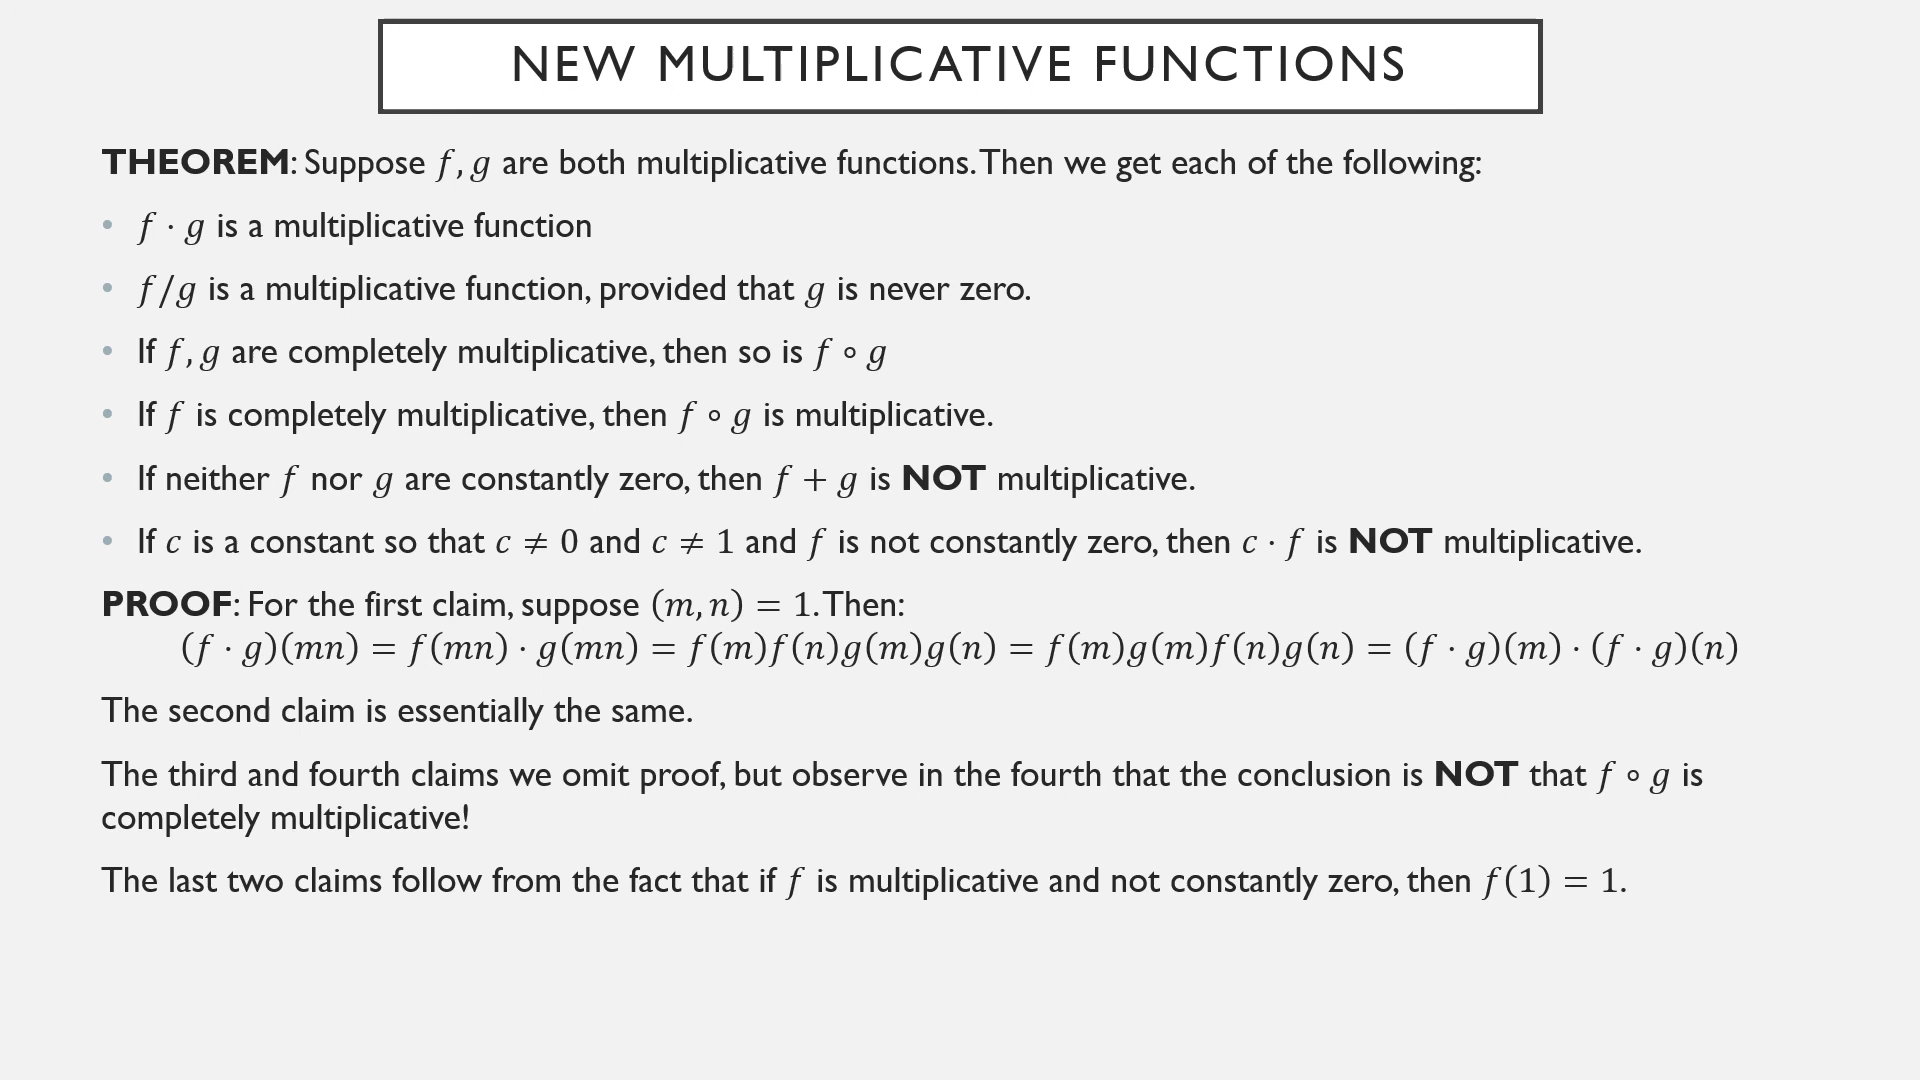 NEW MULTIPLICATIVE FUNCTIONS
THEOREM: Suppose f, g are both multiplicative functions. Then we get each of the following:
• f · g is a multiplicative function
• f/g is a multiplicative function, provided that g is never zero.
• If f, g are completely multiplicative, then so is f ∘ g
• If f is completely multiplicative, then f ∘ g is multiplicative.
• If neither f nor g are constantly zero, then f + g is NOT multiplicative.
• If c is a constant so that c ≠ 0 and c ≠ 1 and f is not constantly zero, then c · f is NOT multiplicative.
PROOF: For the first claim, suppose (m, n) = 1. Then:
(f · g)(mn) = f(mn) · g(mn) = f(m)f(n)g(m)g(n) = f(m)g(m)f(n)g(n) = (f · g)(m) · (f · g)(n)
The second claim is essentially the same.
The third and fourth claims we omit proof, but observe in the fourth that the conclusion is NOT that f ∘ g is
completely multiplicative!
The last two claims follow from the fact that if f is multiplicative and not constantly zero, then f(1) = 1.